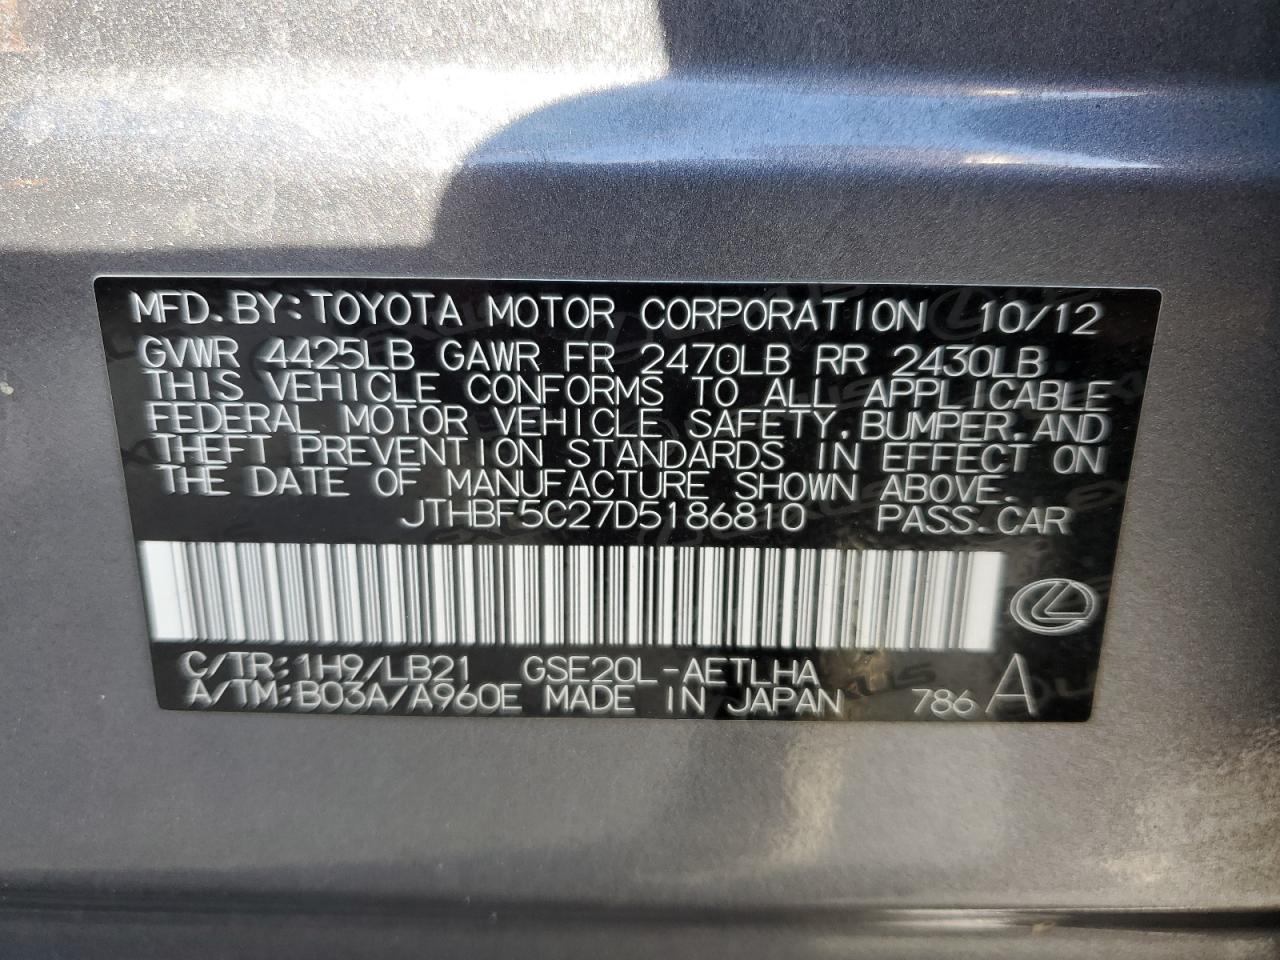 MFD.BY:TOYOTA MOTOR CORPORATION 10/12
GVWR 4425LB GAWR FR 2470LB RR 2430LB
THIS VEHICLE CONFORMS TO ALL APPLICABLE
FEDERAL MOTOR VEHICLE SAFETY,BUMPER,AND
THEFT PREVENTION STANDARDS IN EFFECT ON
THE DATE OF MANUFACTURE SHOWN ABOVE.
JTHBF5C27D5186810 PASS.CAR
C/TR:1H9/LB21 GSE20L-AETLHA
A/TM:B03A/A960E MADE IN JAPAN 786 A